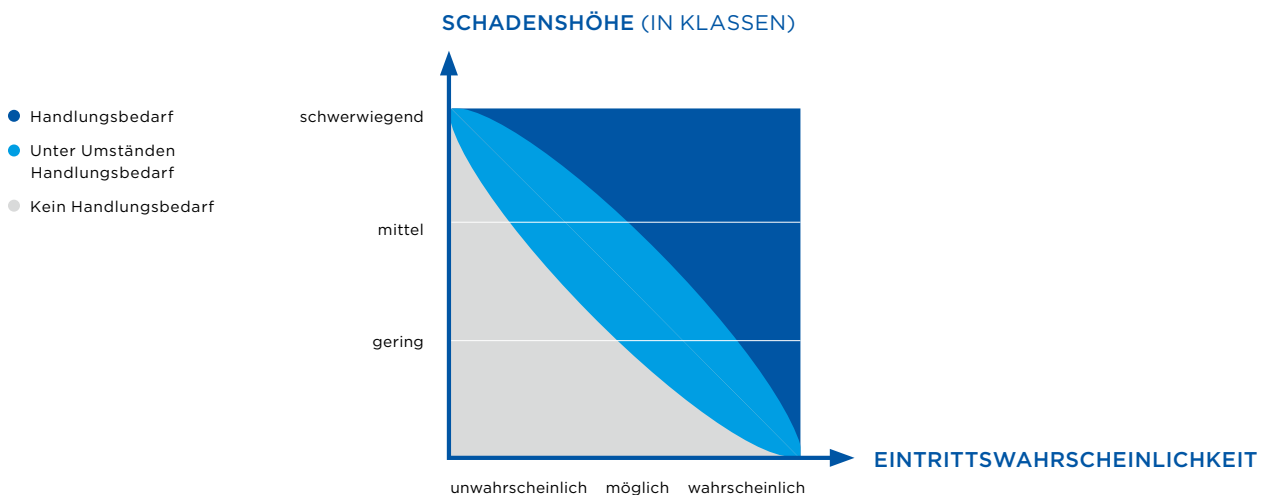 SCHADENSHÖHE (IN KLASSEN)
Handlungsbedarf
Unter Umständen
Handlungsbedarf
Kein Handlungsbedarf
schwerwiegend
mittel
gering
EINTRITTSWAHRSCHEINLICHKEIT
unwahrscheinlich möglich wahrscheinlich